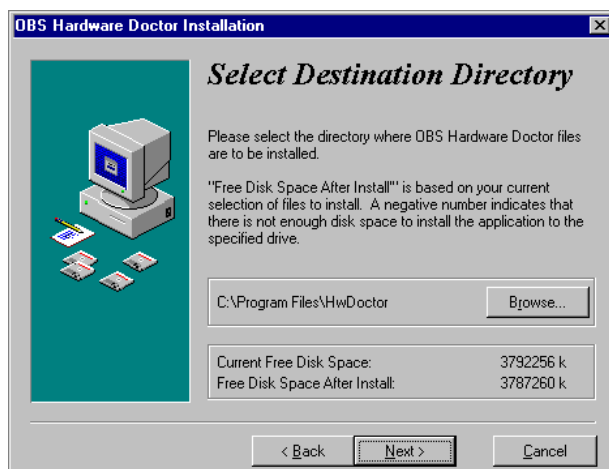 OBS Hardware Doctor Installation
Select Destination Directory
Please select the directory where OBS Hardware Doctor files
are to be installed.
"Free Disk Space After Install" is based on your current
selection of files to install. A negative number indicates that
there is not enough disk space to install the application to the
specified drive.
C:\Program Files\HwDoctor
Browse...
Current Free Disk Space: 3792256 k
Free Disk Space After Install: 3787260 k
< Back Next > Cancel